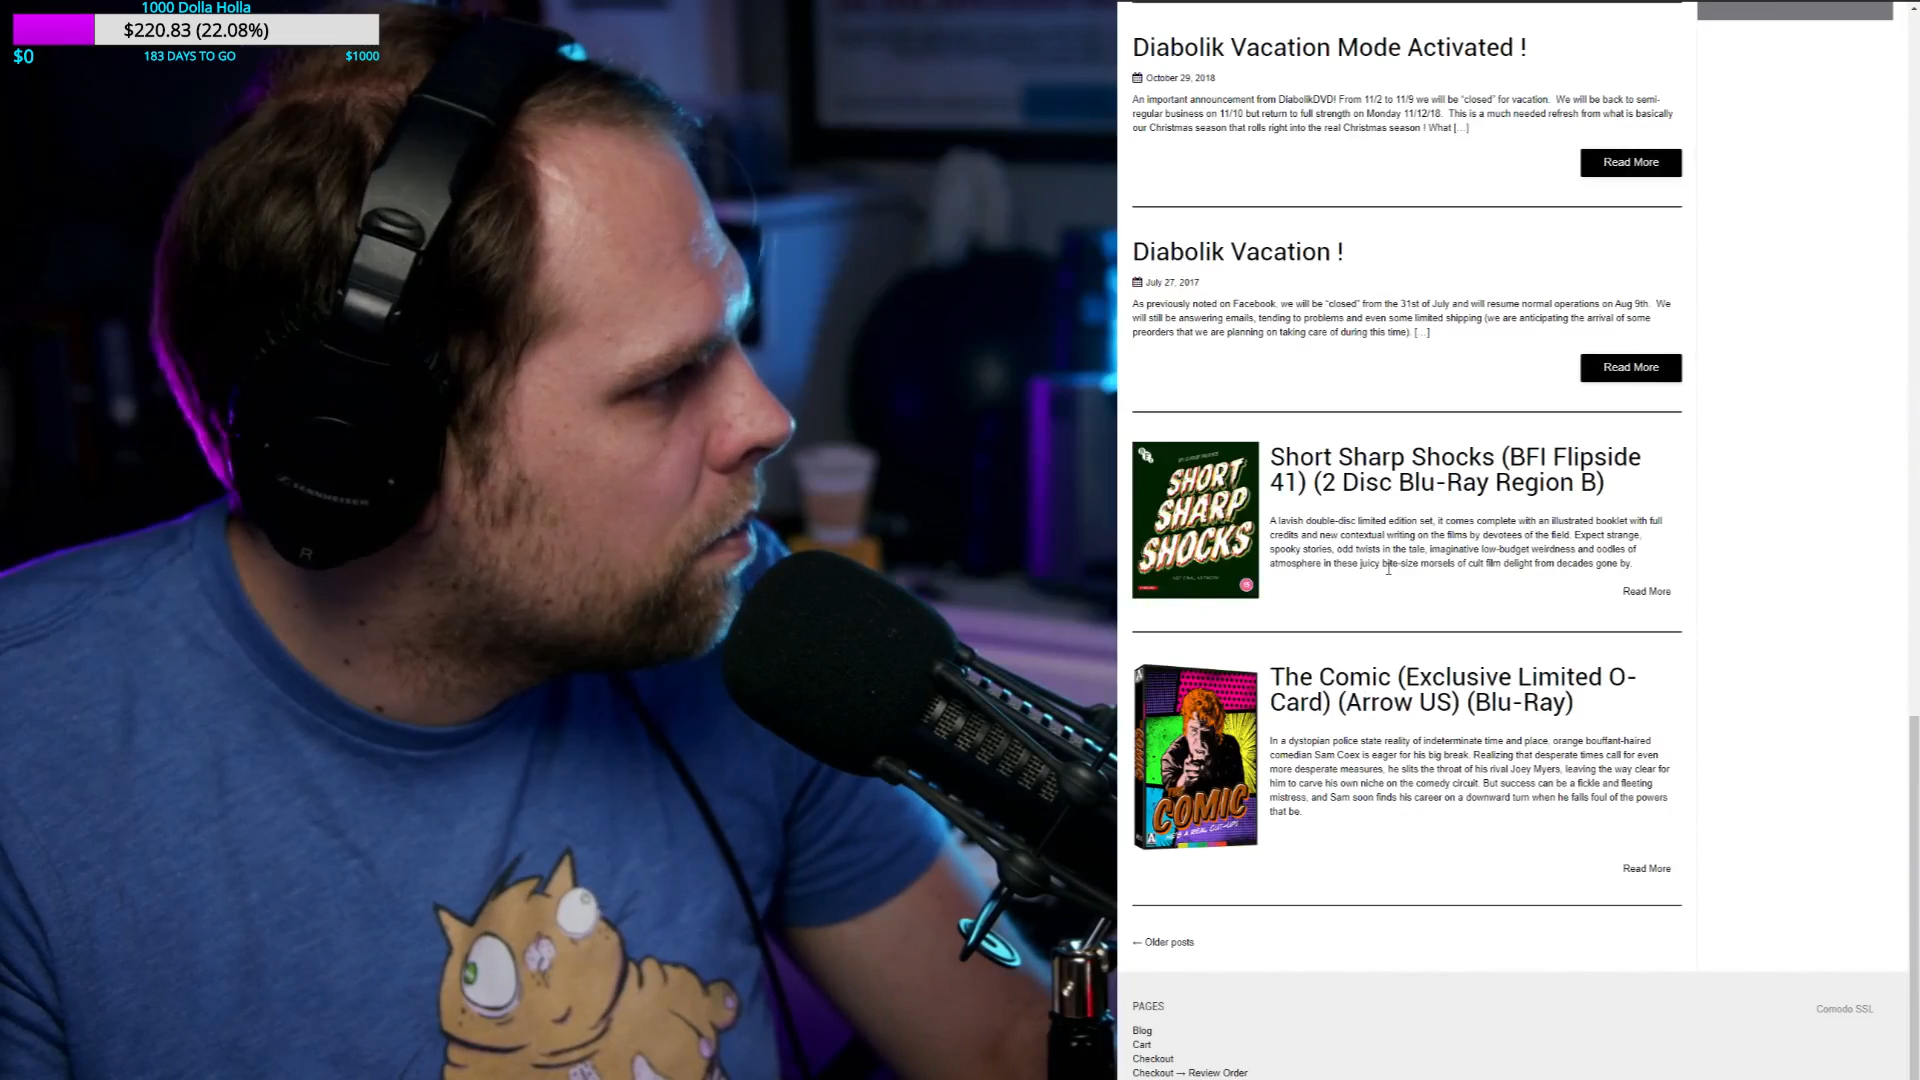 1000 Dolla Holla
$220.83 (22.08%)
$0
183 DAYS TO GO
$1000
SENNHEISER
R
Diabolik Vacation Mode Activated !
October 29, 2018
An important announcement from DiabolikDVD! From 11/2 to 11/9 we will be “closed” for vacation. We will be back to semi-
regular business on 11/10 but return to full strength on Monday 11/12/18. This is a much needed refresh from what is basically
our Christmas season that rolls right into the real Christmas season ! What […]
Read More
Diabolik Vacation !
July 27, 2017
As previously noted on Facebook, we will be “closed” from the 31st of July and will resume normal operations on Aug 9th. We
will still be answering emails, tending to problems and even some limited shipping (we are anticipating the arrival of some
preorders that we are planning on taking care of during this time). […]
Read More
SHORT
SHARP
SHOCKS
Short Sharp Shocks (BFI Flipside
41) (2 Disc Blu-Ray Region B)
A lavish double-disc limited edition set, it comes complete with an illustrated booklet with full
credits and new contextual writing on the films by devotees of the field. Expect strange,
spooky stories, odd twists in the tale, imaginative low-budget weirdness and oodles of
atmosphere in these juicy bite-size morsels of cult film delight from decades gone by.
Read More
THE
COMIC
HE'S A REAL CUT-UP!
The Comic (Exclusive Limited O-
Card) (Arrow US) (Blu-Ray)
In a dystopian police state reality of indeterminate time and place, orange bouffant-haired
comedian Sam Coex is eager for his big break. Realizing that desperate times call for even
more desperate measures, he slits the throat of his rival Joey Myers, leaving the way clear for
him to carve his own niche on the comedy circuit. But success can be a fickle and fleeting
mistress, and Sam soon finds his career on a downward turn when he falls foul of the powers
that be.
Read More
← Older posts
PAGES
Blog
Cart
Checkout
Checkout → Review Order
Comodo SSL